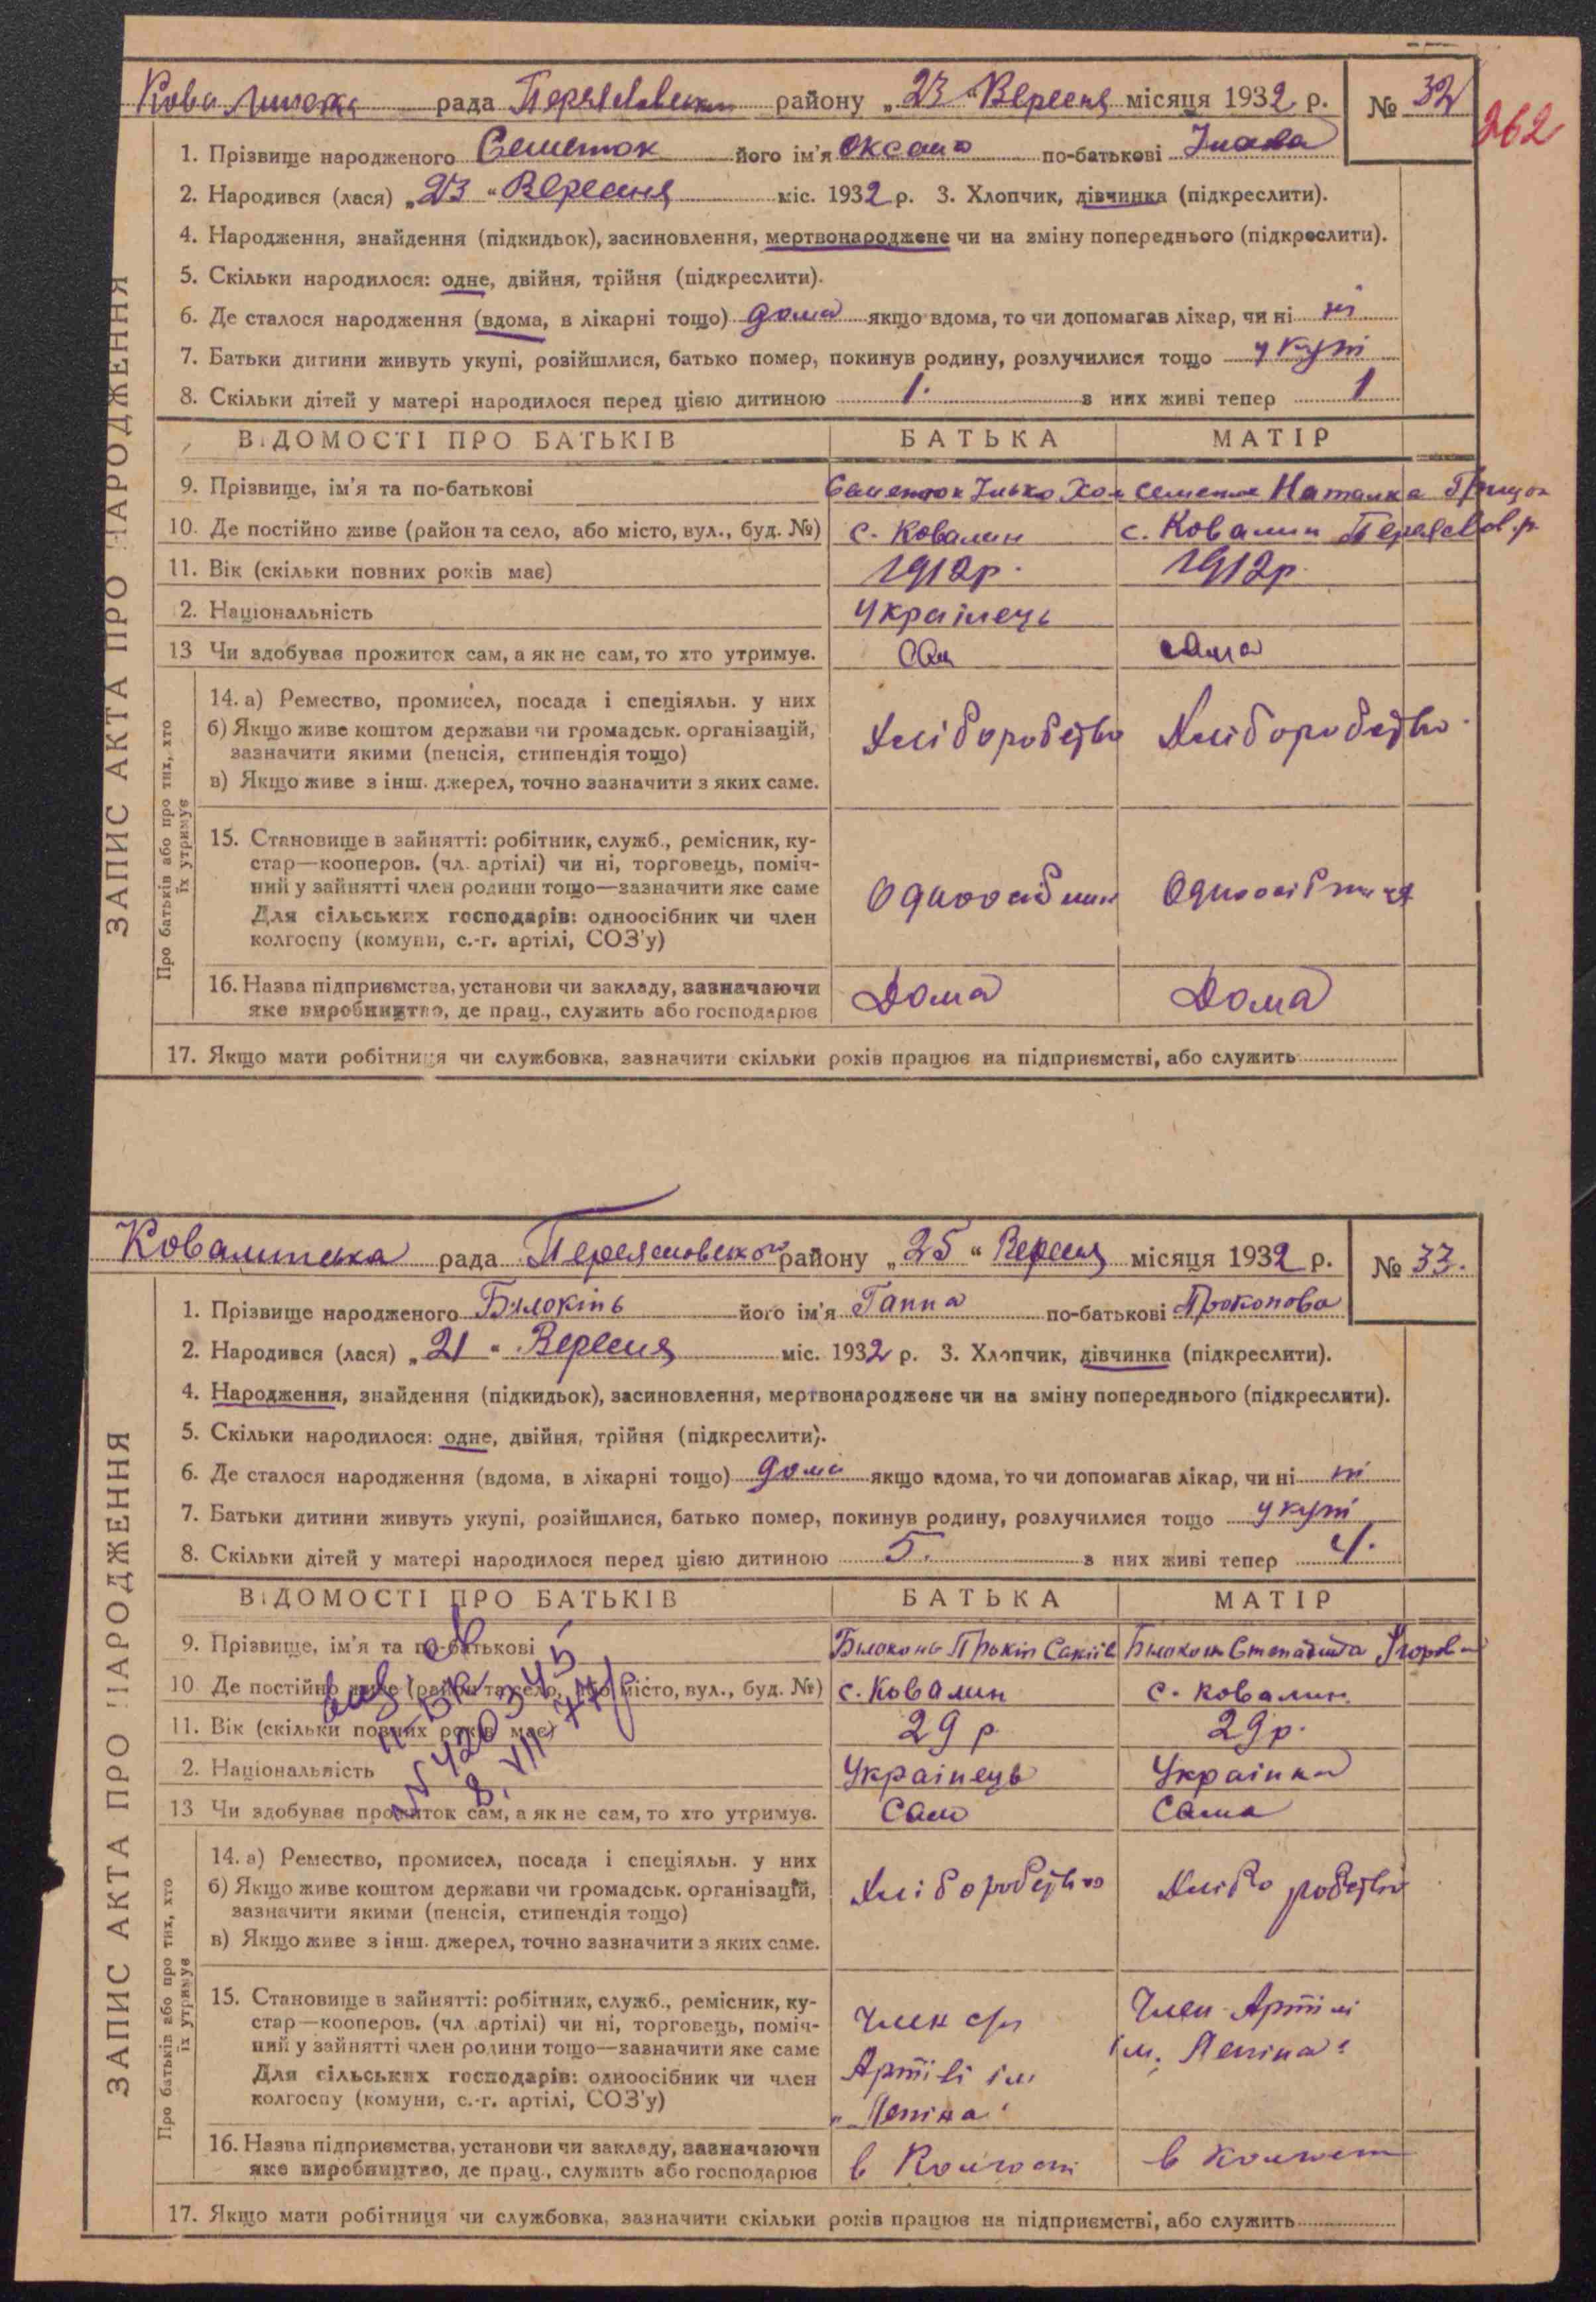 рада району „23“ Вересня місяця 1932 р. № 32
262
1. Прізвище народженого Семенюк його ім'я Оксана по-батькові
2. Народився (лася) „23“ Вересня міс. 1932 р. 3. Хлопчик, дівчинка (підкреслити).
4. Народження, знайдення (підкидьок), засиновлення, мертвонароджене чи на зміну попереднього (підкреслити).
5. Скільки народилося: одне, двійня, трійня (підкреслити).
6. Де сталося народження (вдома, в лікарні тощо) дома якщо вдома, то чи допомагав лікар, чи ні ні
7. Батьки дитини живуть укупі, розійшлися, батько помер, покинув родину, розлучилися тощо укупі
8. Скільки дітей у матері народилося перед цією дитиною 1. з них живі тепер 1
ВІДОМОСТІ ПРО БАТЬКІВ БАТЬКА МАТІР
9. Прізвище, ім'я та по-батькові Семенюк Ілько Семенюк Наталка
10. Де постійно живе (район та село, або місто, вул., буд. №) с. Ковалин с. Ковалин Переяслав. р.
11. Вік (скільки повних років має) 1912р. 1912р.
2. Національність Українець
13 Чи здобуває прожиток сам, а як не сам, то хто утримує. Сам сама
14. а) Ремество, промисел, посада і спеціяльн. у них
б) Якщо живе коштом держави чи громадськ. організацій,
зазначити якими (пенсія, стипендія тощо) Хліборобство Хліборобство
в) Якщо живе з інш. джерел, точно зазначити з яких саме.
15. Становище в зайнятті: робітник, служб., ремісник, ку-
стар—кооперов. (чл. артілі) чи ні, торговець, поміч-
ний у зайнятті член родини тощо—зазначити яке саме
Для сільських господарів: одноосібник чи член Одноосібник Одноосібниця
колгоспу (комуни, с.-г. артілі, СОЗ'у)
16. Назва підприємства, установи чи закладу, зазначаючи Дома Дома
яке виробництво, де прац., служить або господарює
17. Якщо мати робітниця чи службовка, зазначити скільки років працює на підприємстві, або служить
ЗАПИС АКТА ПРО НАРОДЖЕННЯ
Про батьків або про тих, хто
їх утримує
Ковалинська рада Переяславського району „25“ Вересня місяця 1932 р. № 33.
1. Прізвище народженого Білокінь його ім'я Ганна по-батькові Прокопова
2. Народився (лася) „21“ Вересня міс. 1932 р. 3. Хлопчик, дівчинка (підкреслити).
4. Народження, знайдення (підкидьок), засиновлення, мертвонароджене чи на зміну попереднього (підкреслити).
5. Скільки народилося: одне, двійня, трійня (підкреслити).
6. Де сталося народження (вдома, в лікарні тощо) дома якщо вдома, то чи допомагав лікар, чи ні ні
7. Батьки дитини живуть укупі, розійшлися, батько помер, покинув родину, розлучилися тощо укупі
8. Скільки дітей у матері народилося перед цією дитиною 5. з них живі тепер 4.
ВІДОМОСТІ ПРО БАТЬКІВ БАТЬКА МАТІР
9. Прізвище, ім'я та по-батькові
10 Де постійно живе (район та село, або місто, вул., буд. №) с. Ковалин с. Ковалин.
11. Вік (скільки повних років має) 29 р. 29 р.
2. Національність Українець Українка
13 Чи здобуває прожиток сам, а як не сам, то хто утримує. Сам Сама
14. а) Ремество, промисел, посада і спеціяльн. у них
б) Якщо живе коштом держави чи громадськ. організацій, Хліборобство Хліборобство
зазначити якими (пенсія, стипендія тощо)
в) Якщо живе з інш. джерел, точно зазначити з яких саме.
15. Становище в зайнятті: робітник, служб., ремісник, ку- Член Член Артілі
стар—кооперов. (чл артілі) чи ні, торговець, поміч-
ний у зайнятті член родини тощо—зазначити яке саме ім. Леніна
Для сільських господарів: одноосібник чи член Артілі ім
колгоспу (комуни, с.-г. артілі, СОЗ'у) „Леніна“
16. Назва підприємства, установи чи закладу, зазначаючи в Колгоспі в Колгоспі
яке виробництво, де прац., служить або господарює
17. Якщо мати робітниця чи службовка, зазначити скільки років працює на підприємстві, або служить
ЗАПИС АКТА ПРО НАРОДЖЕННЯ
Про батьків або про тих, хто
їх утримує